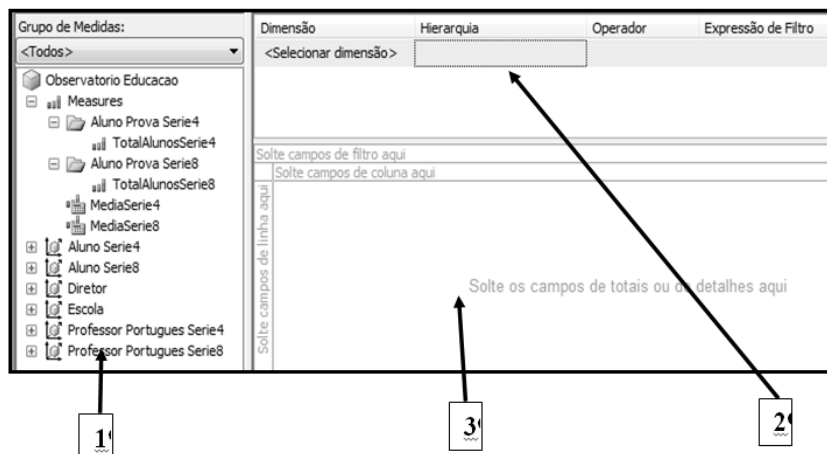 Grupo de Medidas:
<Todos>
Observatorio Educacao
Measures
Aluno Prova Serie4
TotalAlunosSerie4
Aluno Prova Serie8
TotalAlunosSerie8
MediaSerie4
MediaSerie8
Aluno Serie4
Aluno Serie8
Diretor
Escola
Professor Portugues Serie4
Professor Portugues Serie8
Dimensão Hierarquia Operador Expressão de Filtro
<Selecionar dimensão>
Solte campos de filtro aqui
Solte campos de coluna aqui
Solte campos de linha aqui
Solte os campos de totais ou de detalhes aqui
1
3
2